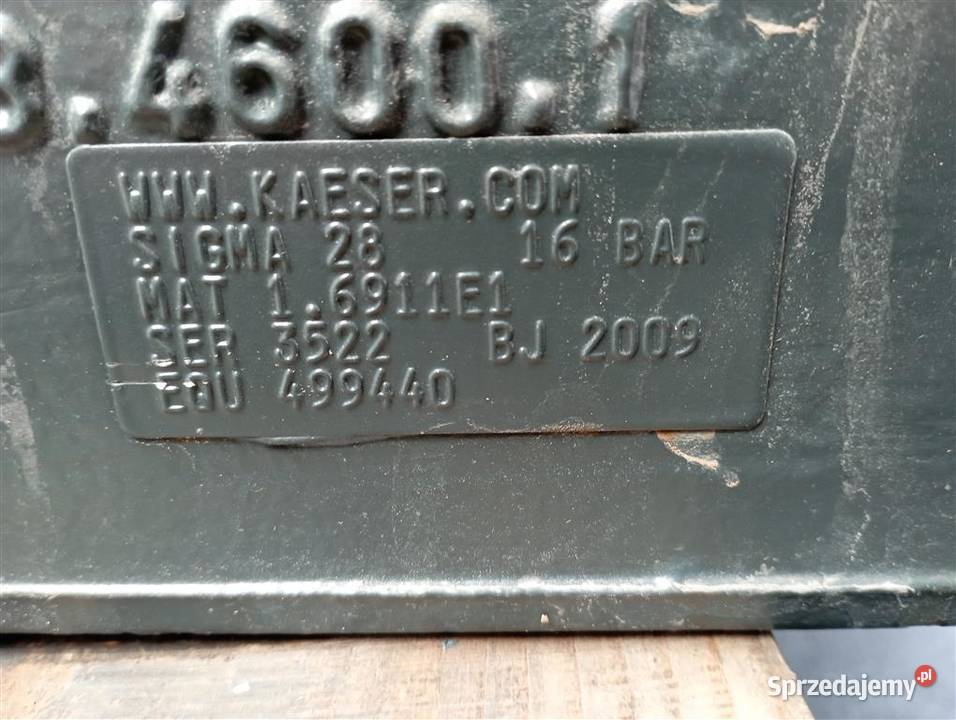 .4600.1
WWW.KAESER.COM
SIGMA 28 16 BAR
MAT 1.6911E1
SER 3522 BJ 2009
EQU 499440
Sprzedajemy.pl